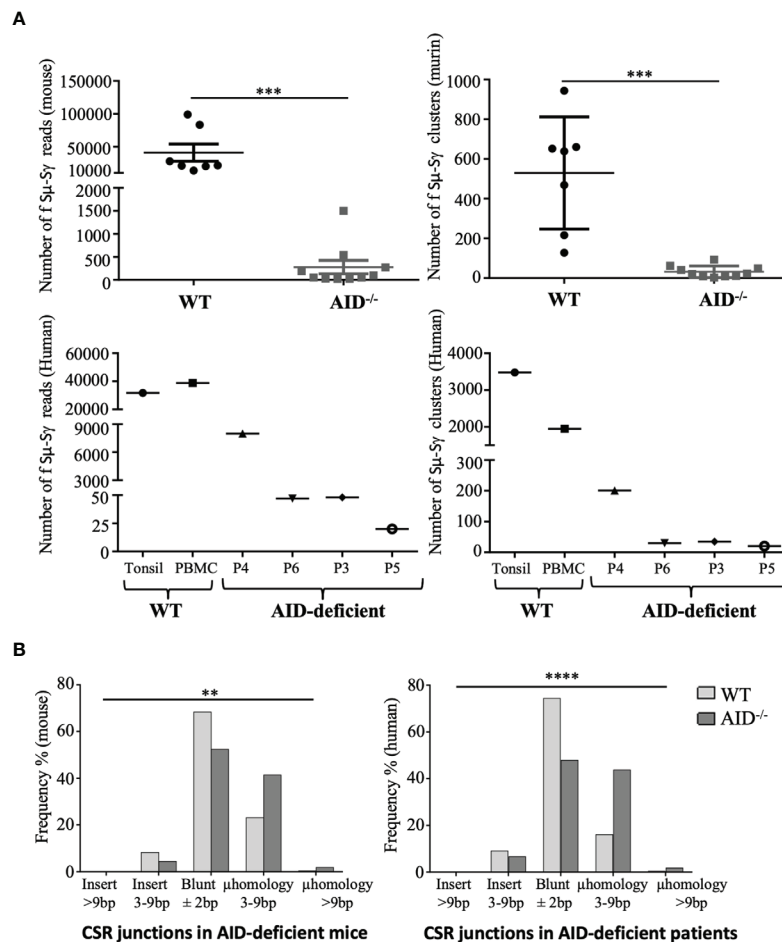 A
Number of f Sμ-Sγ reads (mouse)
150000
100000
50000
10000
2000
1500
1000
500
0
***
WT
AID-/-
Number of f Sμ-Sγ clusters (murin)
1000
800
600
400
200
0
***
WT
AID-/-
Number of f Sμ-Sγ reads (Human)
60000
40000
20000
9000
6000
3000
50
25
0
Tonsil PBMC P4 P6 P3 P5
WT AID-deficient
Number of Sμ-Sγ clusters (Human)
4000
3000
2000
300
200
100
0
Tonsil PBMC P4 P6 P3 P5
WT AID-deficient
B
Frequency % (mouse)
80
60
40
20
0
**
Insert Insert Blunt μhomology μhomology
>9bp 3-9bp ± 2bp 3-9bp >9bp
CSR junctions in AID-deficient mice
Frequency % (human)
80
60
40
20
0
****
Insert Insert Blunt μhomology μhomology
>9bp 3-9bp ± 2bp 3-9bp >9bp
CSR junctions in AID-deficient patients
WT
AID-/-